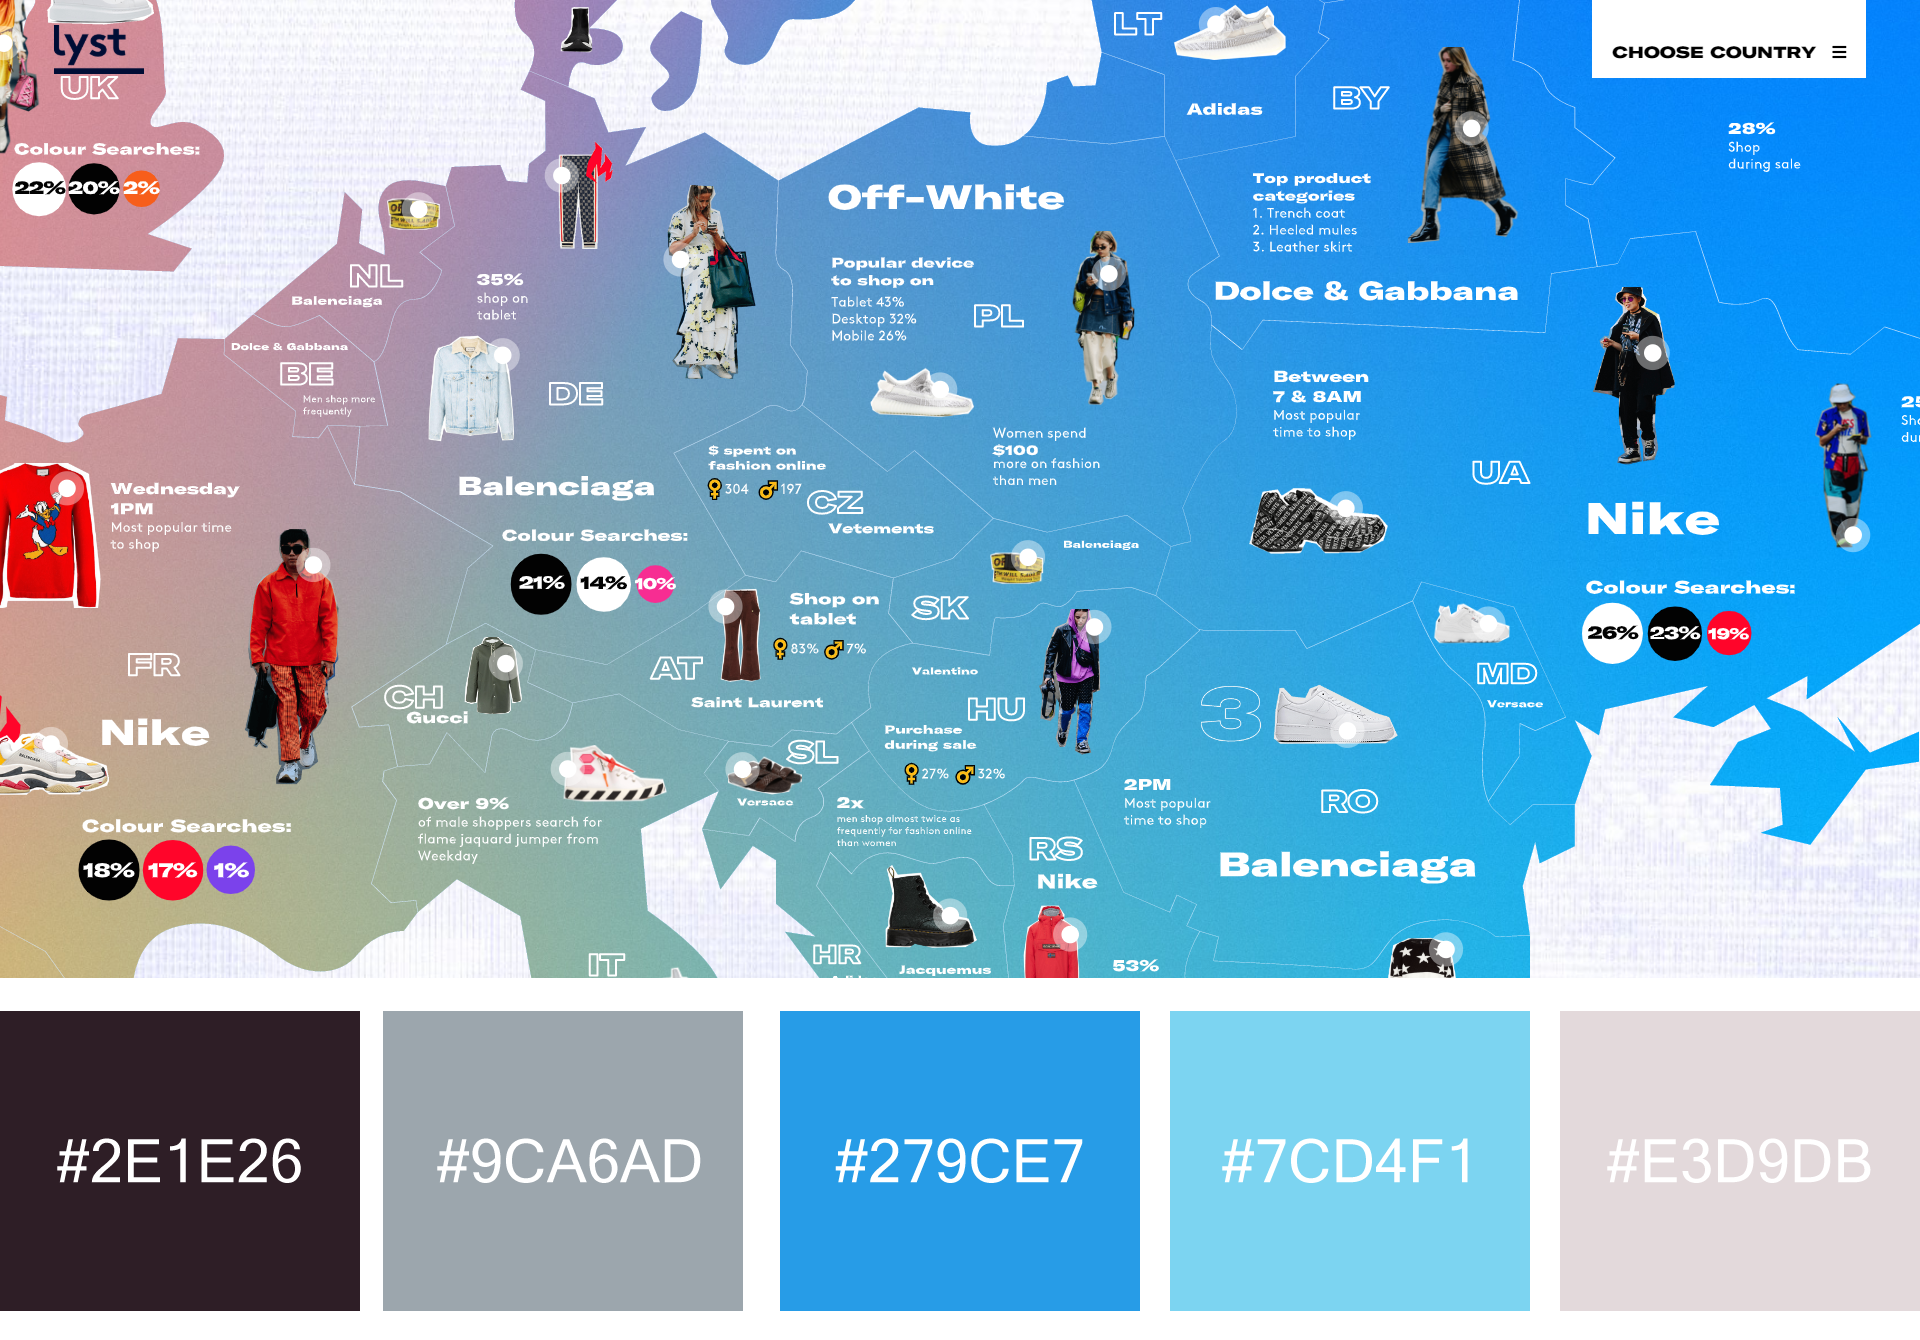 lyst
UK
Colour Searches:
22% 20% 2%
LT
Adidas
BY
CHOOSE COUNTRY
28%
Shop
during sale
Top product
categories
1. Trench coat
2. Heeled mules
3. Leather skirt
Dolce & Gabbana
Off-White
Popular device
to shop on
Tablet 43%
Desktop 32%
Mobile 26%
PL
NL
Balenciaga
35%
shop on
tablet
Dolce & Gabbana
BE
Men shop more
frequently
DE
Between
7 & 8AM
Most popular
time to shop
UA
Women spend
$100
more on fashion
than men
$ spent on
fashion online
304 197
CZ
Vetements
Balenciaga
Colour Searches:
21% 14% 10%
Wednesday
1PM
Most popular time
to shop
Nike
Colour Searches:
26% 23% 19%
Balenciaga
SK
Shop on
tablet
83% 7%
AT
Saint Laurent
Valentino
HU
Purchase
during sale
27% 32%
FR
Nike
CH
Gucci
3
MD
Versace
SL
Versace
2x
men shop almost twice as
frequently for fashion online
than women
Over 9%
of male shoppers search for
flame jaquard jumper from
Weekday
2PM
Most popular
time to shop
RO
Balenciaga
RS
Nike
Colour Searches:
18% 17% 1%
HR
Jacquemus
IT
53%
#2E1E26
#9CA6AD
#279CE7
#7CD4F1
#E3D9DB